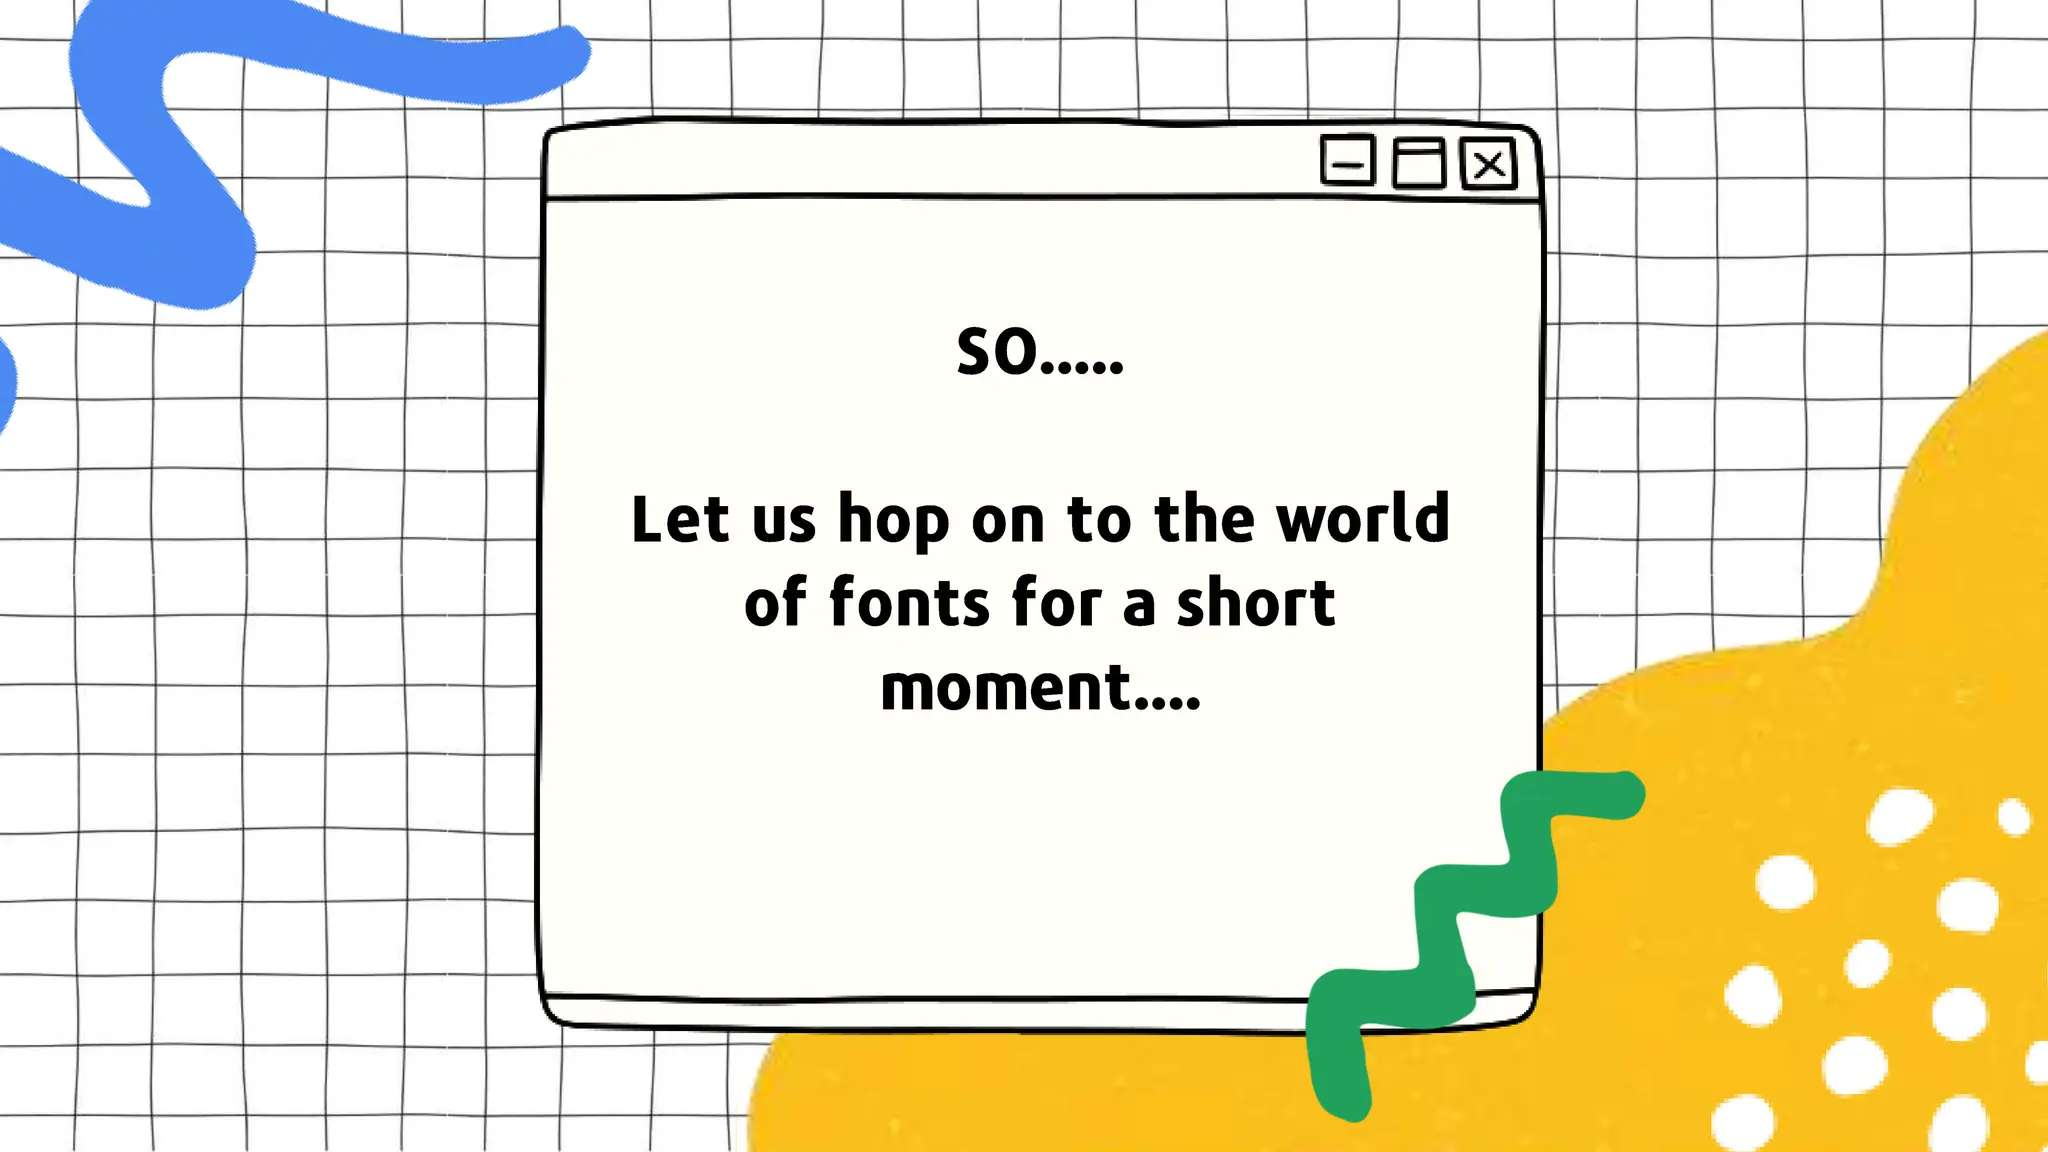 SO.....
Let us hop on to the world
of fonts for a short
moment....